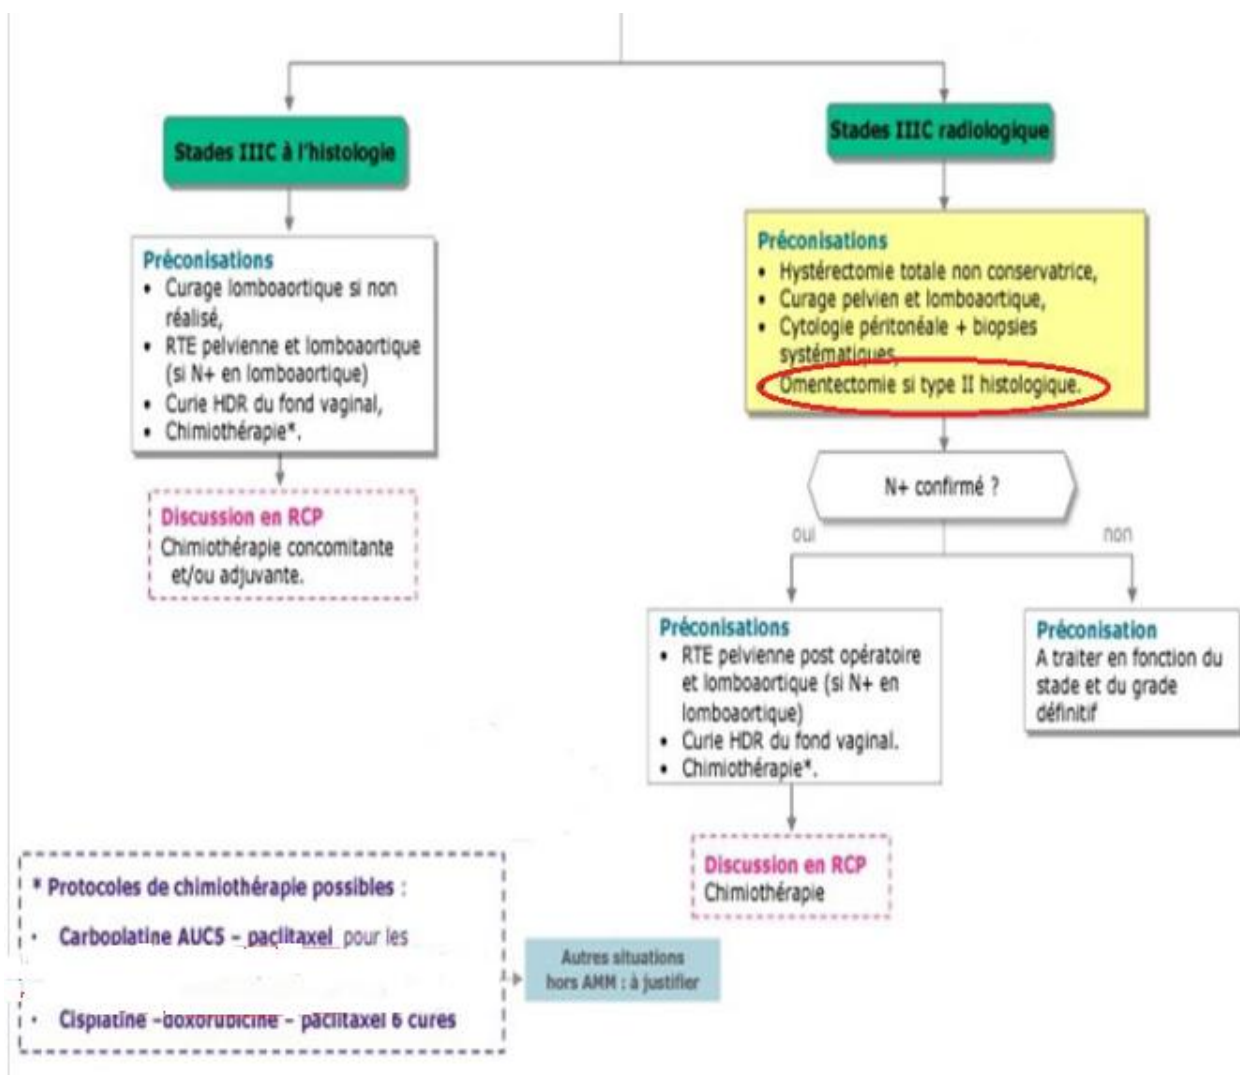 Stades IIIC à l'histologie
Stades IIIC radiologique
Préconisations
• Curage lomboaortique si non
réalisé,
• RTE pelvienne et lomboaortique
(si N+ en lomboaortique)
• Curie HDR du fond vaginal,
• Chimiothérapie*.
Discussion en RCP
Chimiothérapie concomitante
et/ou adjuvante.
Préconisations
• Hystérectomie totale non conservatrice,
• Curage pelvien et lomboaortique,
• Cytologie péritonéale + biopsies
systématiques,
• Omentectomie si type II histologique.
N+ confirmé ?
oui
non
Préconisations
• RTE pelvienne post opératoire
et lomboaortique (si N+ en
lomboaortique)
• Curie HDR du fond vaginal.
• Chimiothérapie*.
Préconisation
A traiter en fonction du
stade et du grade
définitif
Discussion en RCP
Chimiothérapie
* Protocoles de chimiothérapie possibles :
· Carboplatine AUC5 – paclitaxel pour les
· Cisplatine –doxorubicine – paclitaxel 6 cures
Autres situations
hors AMM : à justifier